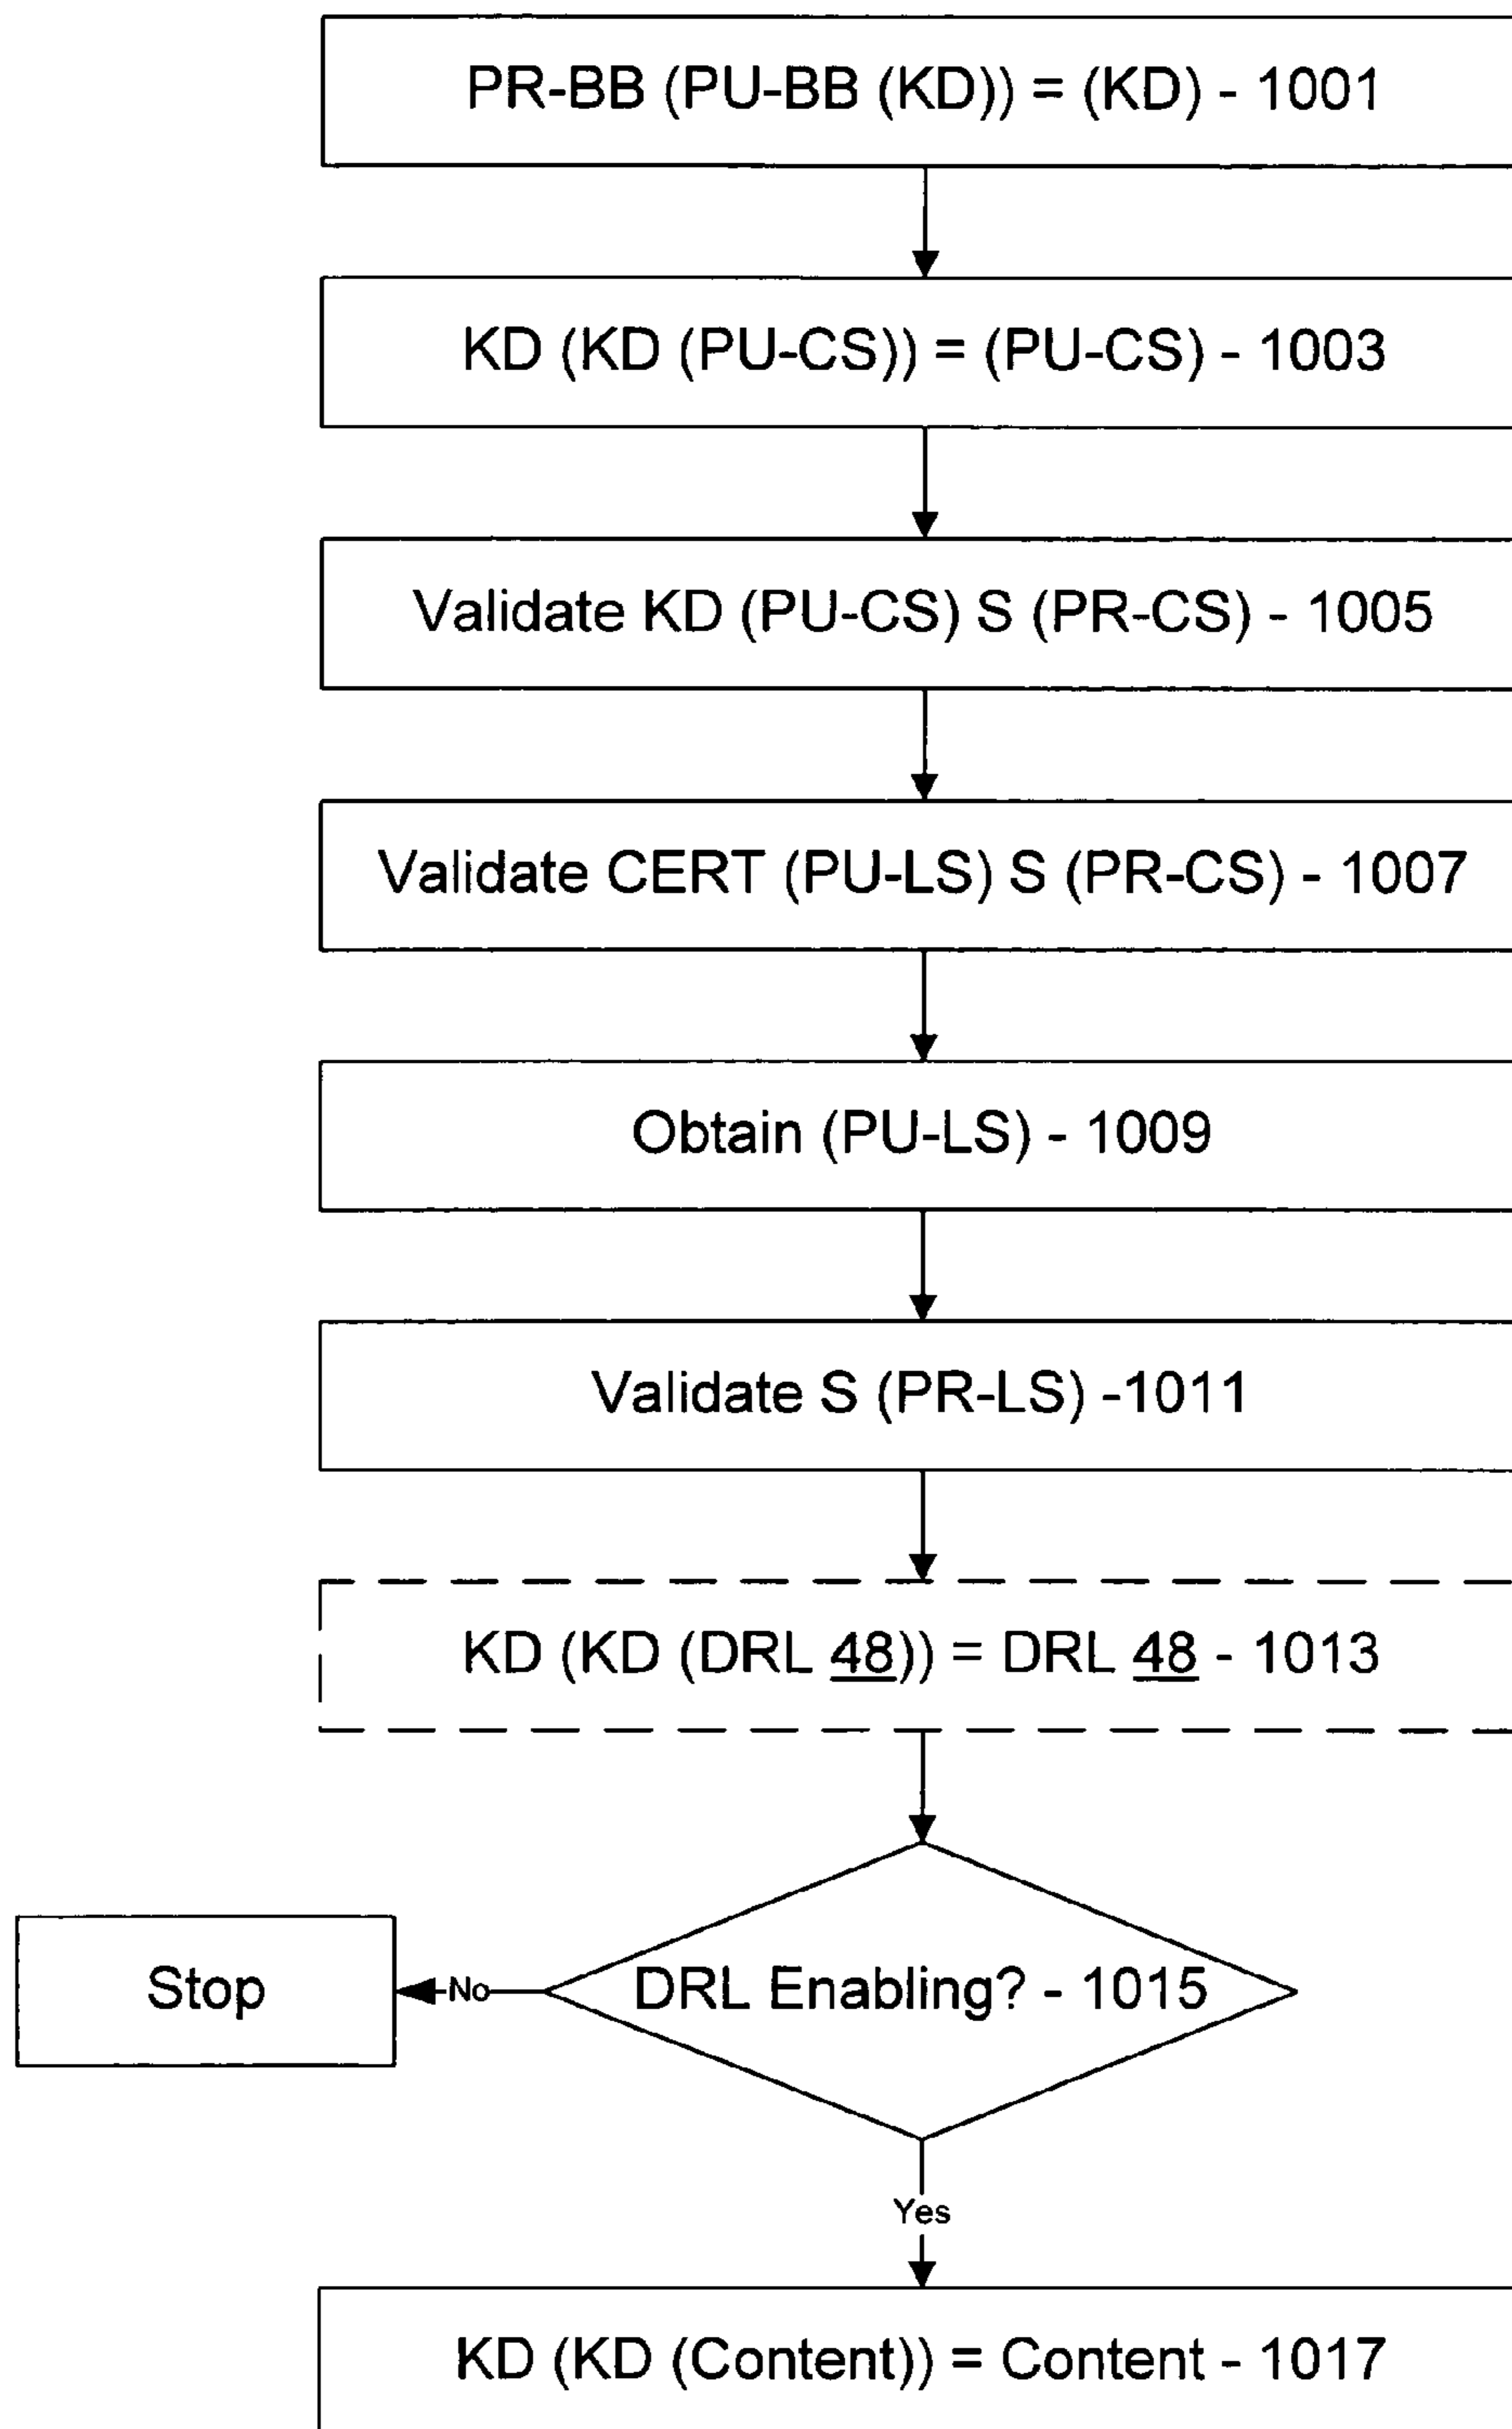 PR-BB (PU-BB (KD)) = (KD) - 1001
KD (KD (PU-CS)) = (PU-CS) - 1003
Validate KD (PU-CS) S (PR-CS) - 1005
Validate CERT (PU-LS) S (PR-CS) - 1007
Obtain (PU-LS) - 1009
Validate S (PR-LS) -1011
KD (KD (DRL 48)) = DRL 48 - 1013
Stop
No
DRL Enabling? - 1015
Yes
KD (KD (Content)) = Content - 1017